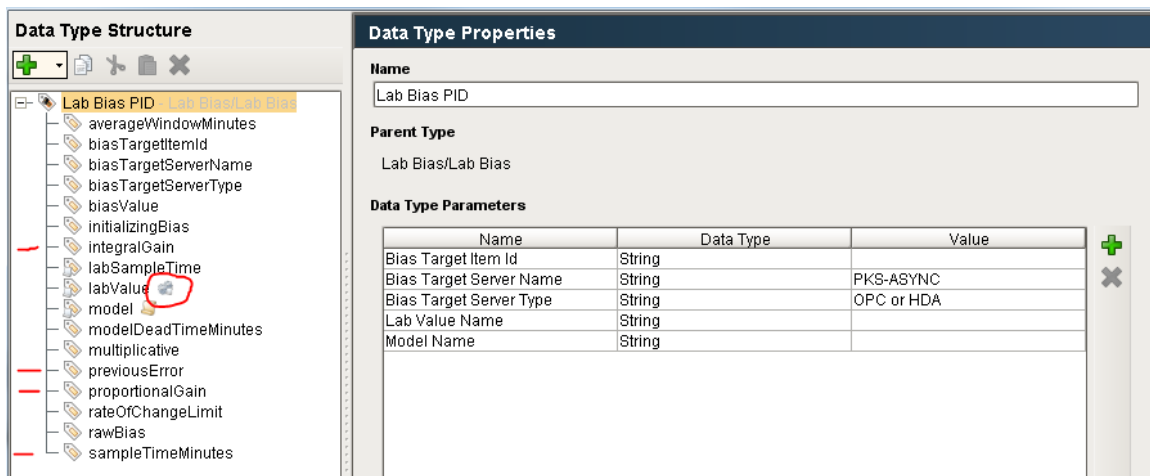 Data Type Structure
Lab Bias PID - Lab Bias/Lab Bias
averageWindowMinutes
biasTargetItemId
biasTargetServerName
biasTargetServerType
biasValue
initializingBias
integralGain
labSampleTime
labValue
model
modelDeadTimeMinutes
multiplicative
previousError
proportionalGain
rateOfChangeLimit
rawBias
sampleTimeMinutes
Data Type Properties
Name
Lab Bias PID
Parent Type
Lab Bias/Lab Bias
Data Type Parameters
Name Data Type Value
Bias Target Item Id String
Bias Target Server Name String PKS-ASYNC
Bias Target Server Type String OPC or HDA
Lab Value Name String
Model Name String